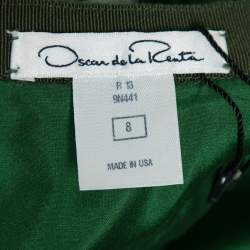 Oscar de la Renta
R 13
9N441
8
MADE IN USA